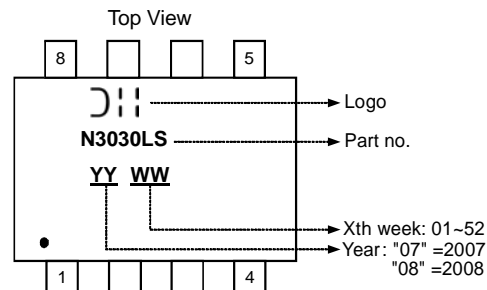 Top View
8 5
Logo
N3030LS Part no.
YY WW
Xth week: 01~52
Year: "07" =2007
"08" =2008
1 4